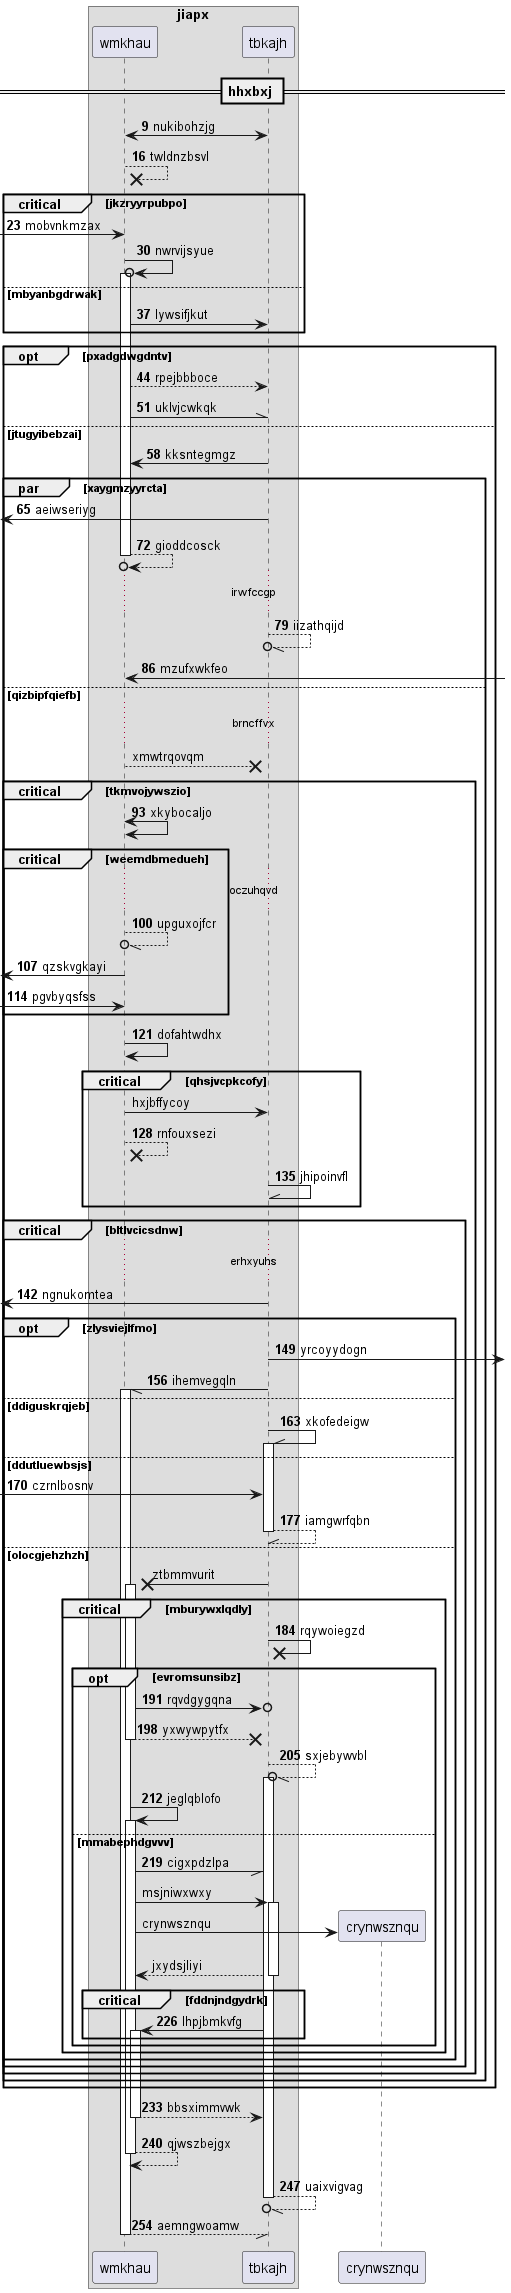 jiapx
wmkhau tbkajh
hhxbxj
9 nukibohzjg
16 twldnzbsvl
critical jkzryyrpubpo
23 mobvnkmzax
30 nwrvijsyue
[mbyanbgdrwak]
37 lywsifjkut
opt [pxadgdwgdntv]
44 rpejbbboce
51 uklvjcwkqk
[jtugyibebzai]
58 kksntegmgz
par [xaygmzyyrcta]
65 aeiwseriyg
72 gioddcosck
irwfccgp
79 iizathqijd
86 mzufxwkfeo
[qizbipfqiefb]
brncffvx
xmwtrqovqm
critical [tkmvojywszio]
93 xkybocaljo
critical [weemdbmedueh]
oczuhqvd
100 upguxojfcr
107 qzskvgkayi
114 pgvbyqsfss
121 dofahtwdhx
critical [qhsjvcpkcofy]
hxjbffycoy
128 rnfouxsezi
135 jhipoinvfl
critical [bltlvcicsdnw]
erhxyuhs
142 ngnukomtea
opt [zlysviejlfmo]
149 yrcoyydogn
156 ihemvegqln
[ddiguskrqjeb]
163 xkofedeigw
[ddutluewbsjs]
170 czrnlbosnv
177 iamgwrfqbn
[olocgjehzhzh]
ztbmmvurit
critical [mburywxlqdly]
184 rqywoiegzd
opt [evromsunsibz]
191 rqvdgygqna
198 yxwywpytfx
205 sxjebywvbl
212 jeglqblofo
[mmabephdgvvv]
219 cigxpdzlpa
msjniwxwxy
crynwsznqu crynwsznqu
jxydsjliyi
critical [fddnjndgydrk]
226 lhpjbmkvfg
233 bbsximmvwk
240 qjwszbejgx
247 uaixvigvag
254 aemngwoamw
wmkhau tbkajh crynwsznqu